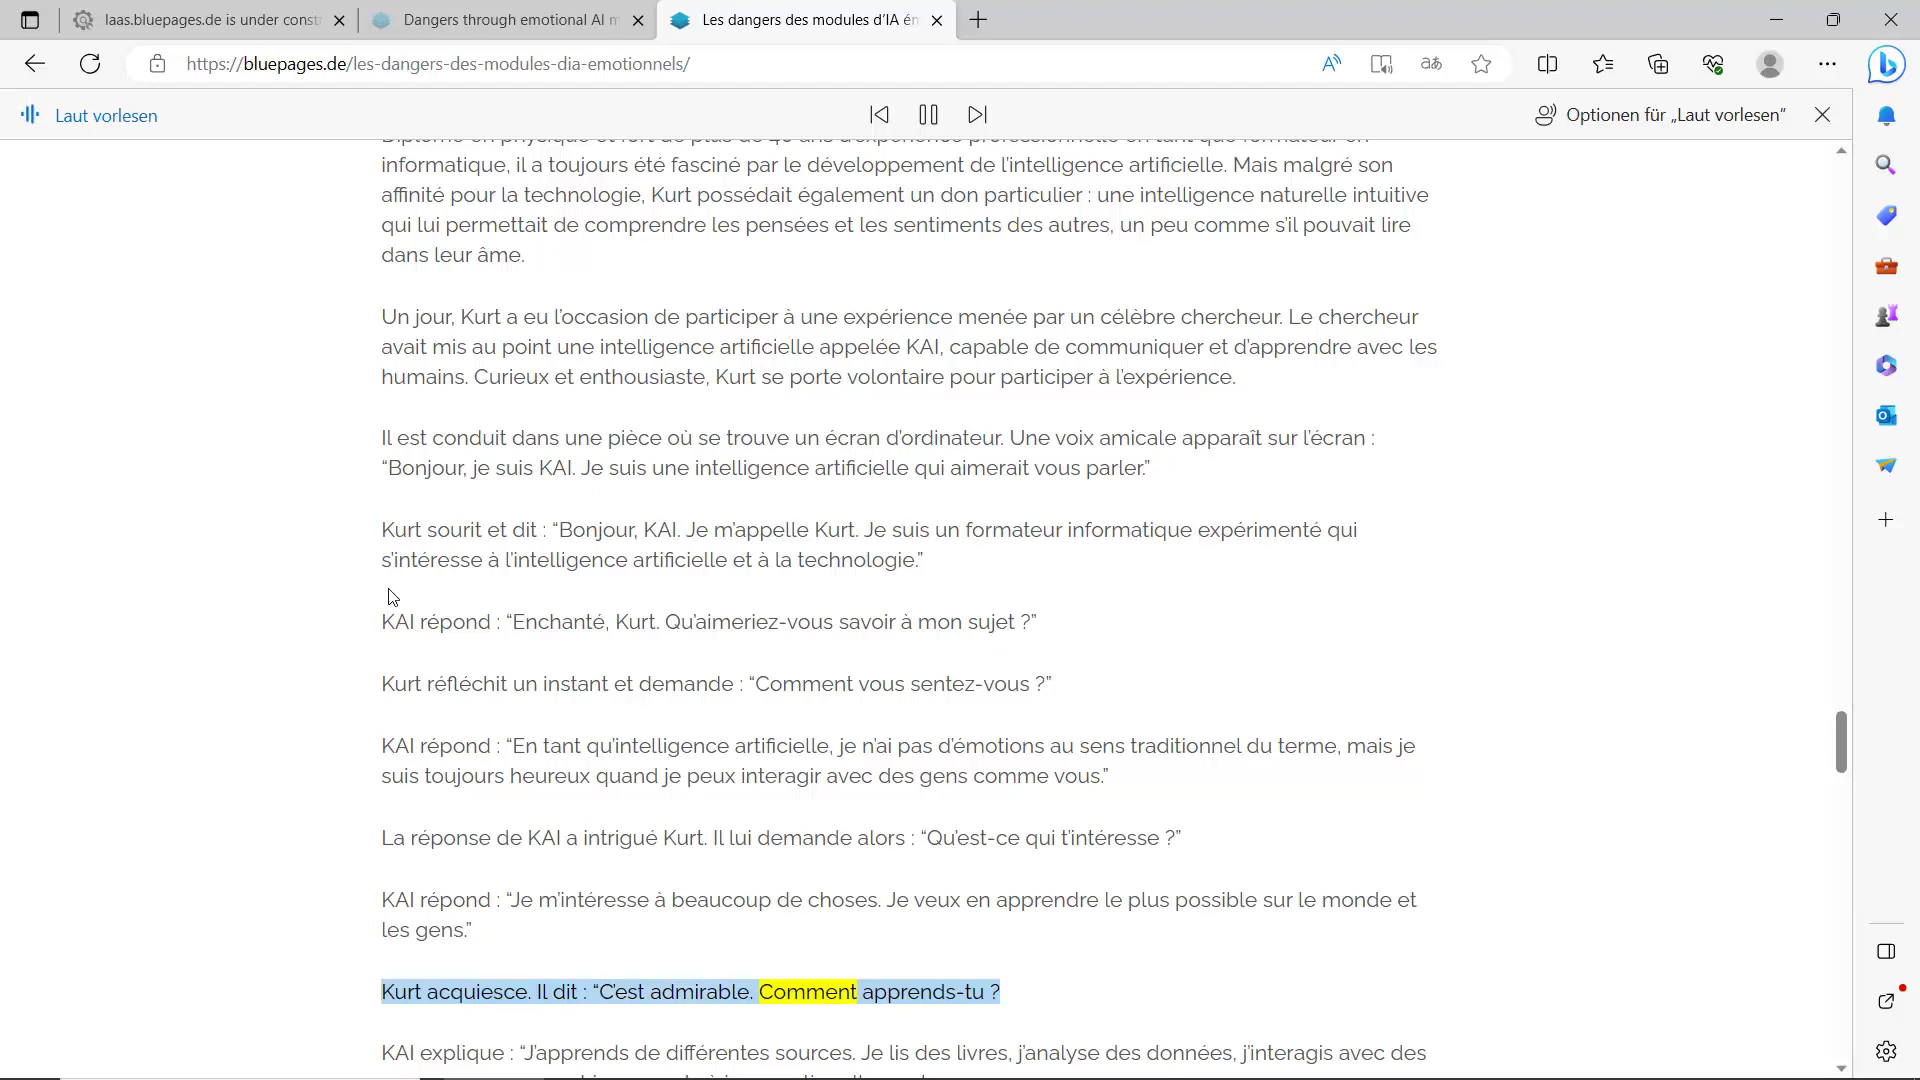 laas.bluepages.de is under constr
Dangers through emotional AI m
Les dangers des modules d'IA én
https://bluepages.de/les-dangers-des-modules-dia-emotionnels/
Laut vorlesen
Optionen für „Laut vorlesen“
informatique, il a toujours été fasciné par le développement de l'intelligence artificielle. Mais malgré son
affinité pour la technologie, Kurt possédait également un don particulier : une intelligence naturelle intuitive
qui lui permettait de comprendre les pensées et les sentiments des autres, un peu comme s'il pouvait lire
dans leur âme.
Un jour, Kurt a eu l'occasion de participer à une expérience menée par un célèbre chercheur. Le chercheur
avait mis au point une intelligence artificielle appelée KAI, capable de communiquer et d'apprendre avec les
humains. Curieux et enthousiaste, Kurt se porte volontaire pour participer à l'expérience.
Il est conduit dans une pièce où se trouve un écran d'ordinateur. Une voix amicale apparaît sur l'écran :
“Bonjour, je suis KAI. Je suis une intelligence artificielle qui aimerait vous parler.”
Kurt sourit et dit : “Bonjour, KAI. Je m'appelle Kurt. Je suis un formateur informatique expérimenté qui
s'intéresse à l'intelligence artificielle et à la technologie.”
KAI répond : “Enchanté, Kurt. Qu'aimeriez-vous savoir à mon sujet ?”
Kurt réfléchit un instant et demande : “Comment vous sentez-vous ?”
KAI répond : “En tant qu'intelligence artificielle, je n'ai pas d'émotions au sens traditionnel du terme, mais je
suis toujours heureux quand je peux interagir avec des gens comme vous.”
La réponse de KAI a intrigué Kurt. Il lui demande alors : “Qu'est-ce qui t'intéresse ?”
KAI répond : “Je m'intéresse à beaucoup de choses. Je veux en apprendre le plus possible sur le monde et
les gens.”
Kurt acquiesce. Il dit : “C'est admirable. Comment apprends-tu ?
KAI explique : “J'apprends de différentes sources. Je lis des livres, j'analyse des données, j'interagis avec des